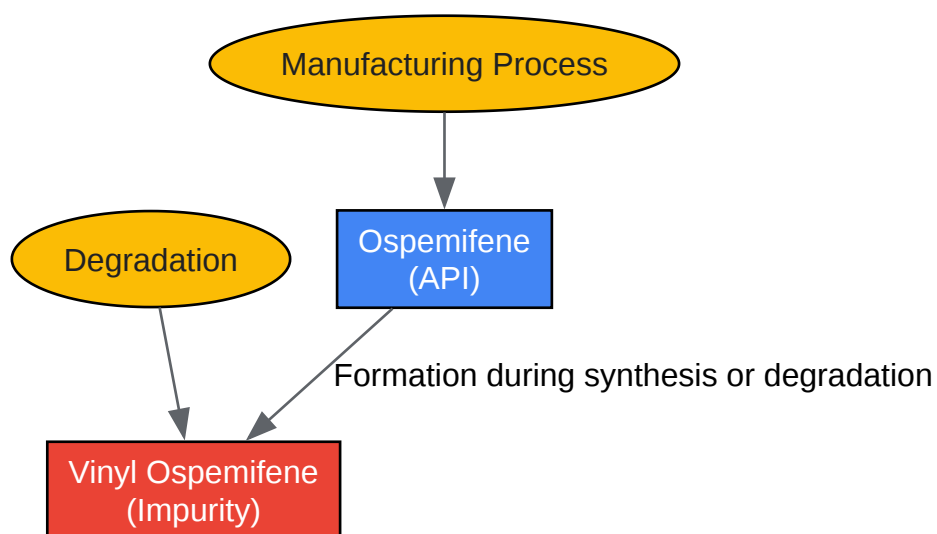 Manufacturing Process
Ospemifene
(API)
Degradation
Formation during synthesis or degradation
Vinyl Ospemifene
(Impurity)